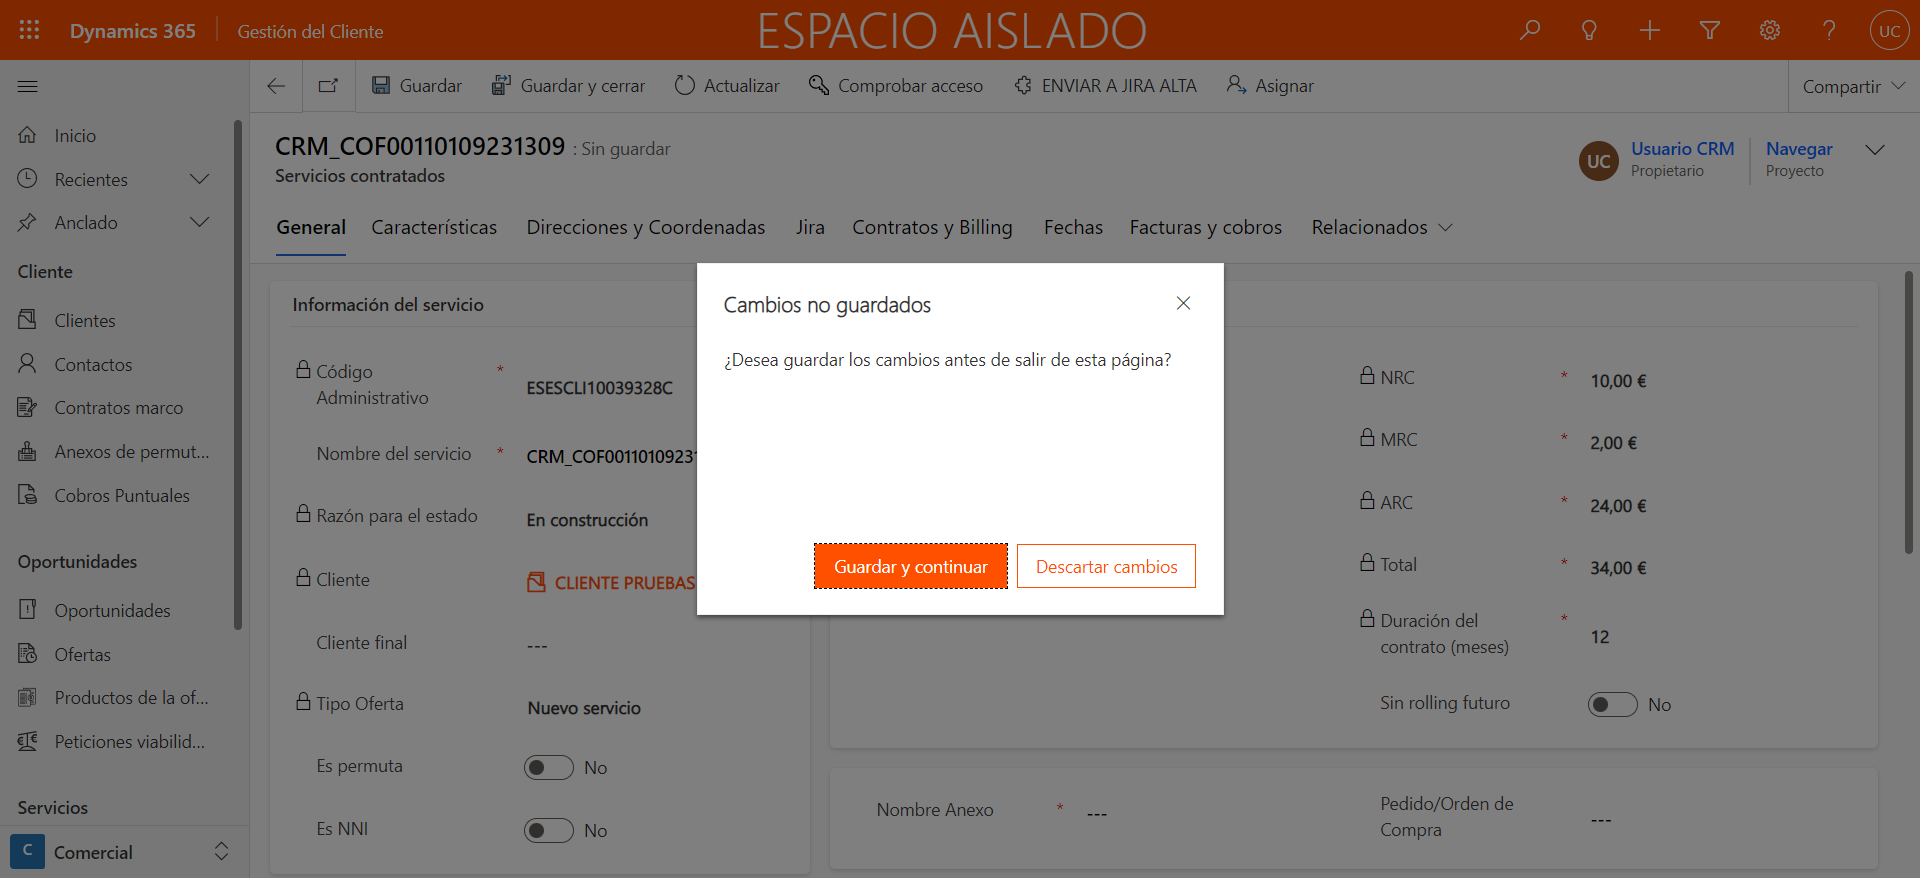 Dynamics 365
Gestión del Cliente
ESPACIO AISLADO
UC
Guardar
Guardar y cerrar
Actualizar
Comprobar acceso
ENVIAR A JIRA ALTA
Asignar
Compartir
Inicio
Recientes
Anclado
Cliente
Clientes
Contactos
Contratos marco
Anexos de permut...
Cobros Puntuales
Oportunidades
Oportunidades
Ofertas
Productos de la of...
Peticiones viabilid...
Servicios
C
Comercial
CRM_COF00110109231309 : Sin guardar
Servicios contratados
UC
Usuario CRM
Propietario
Navegar
Proyecto
General
Características
Direcciones y Coordenadas
Jira
Contratos y Billing
Fechas
Facturas y cobros
Relacionados
Información del servicio
Código
Administrativo
*
ESESCLI10039328C
Nombre del servicio
*
CRM_COF0011010923
Razón para el estado
En construcción
Cliente
CLIENTE PRUEBAS
Cliente final
---
Tipo Oferta
Nuevo servicio
Es permuta
No
Es NNI
No
Cambios no guardados
¿Desea guardar los cambios antes de salir de esta página?
Guardar y continuar
Descartar cambios
NRC
*
10,00 €
MRC
*
2,00 €
ARC
*
24,00 €
Total
*
34,00 €
Duración del
contrato (meses)
*
12
Sin rolling futuro
No
Nombre Anexo
*
---
Pedido/Orden de
Compra
---